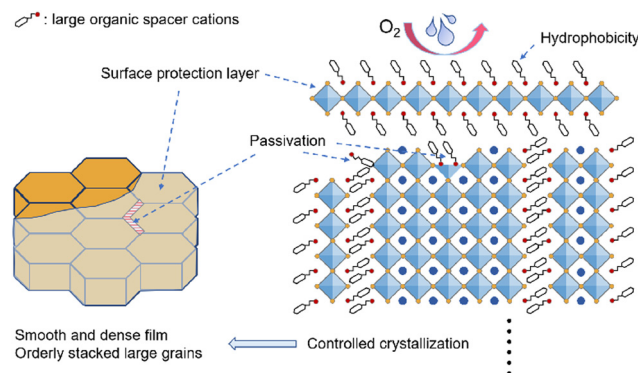 : large organic spacer cations
O2
Hydrophobicity
Surface protection layer
Passivation
Smooth and dense film
Orderly stacked large grains
Controlled crystallization